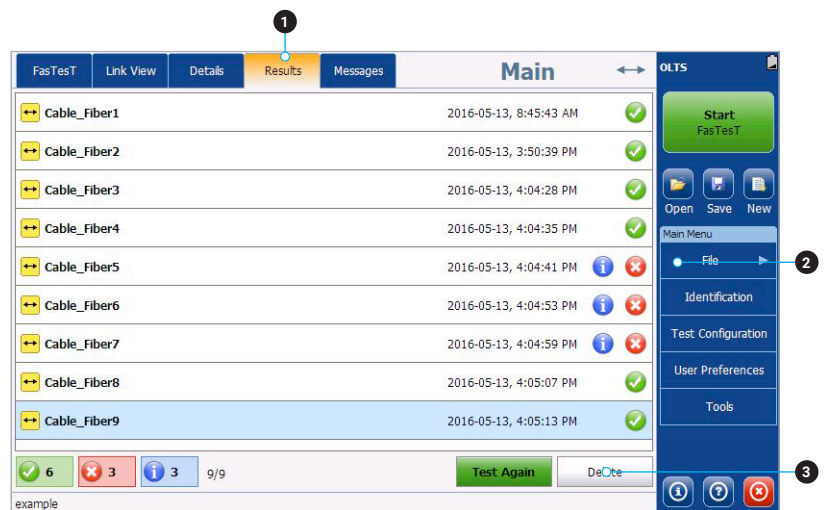 1
FasTesT Link View Details Results Messages Main OLTS
Cable_Fiber1 2016-05-13, 8:45:43 AM
Cable_Fiber2 2016-05-13, 3:50:39 PM
Cable_Fiber3 2016-05-13, 4:04:28 PM
Cable_Fiber4 2016-05-13, 4:04:35 PM
Cable_Fiber5 2016-05-13, 4:04:41 PM
Cable_Fiber6 2016-05-13, 4:04:53 PM
Cable_Fiber7 2016-05-13, 4:04:59 PM
Cable_Fiber8 2016-05-13, 4:05:07 PM
Cable_Fiber9 2016-05-13, 4:05:13 PM
6 3 3 9/9 Test Again Delete
example
Start
FasTesT
Open Save New
Main Menu
File 2
Identification
Test Configuration
User Preferences
Tools
3